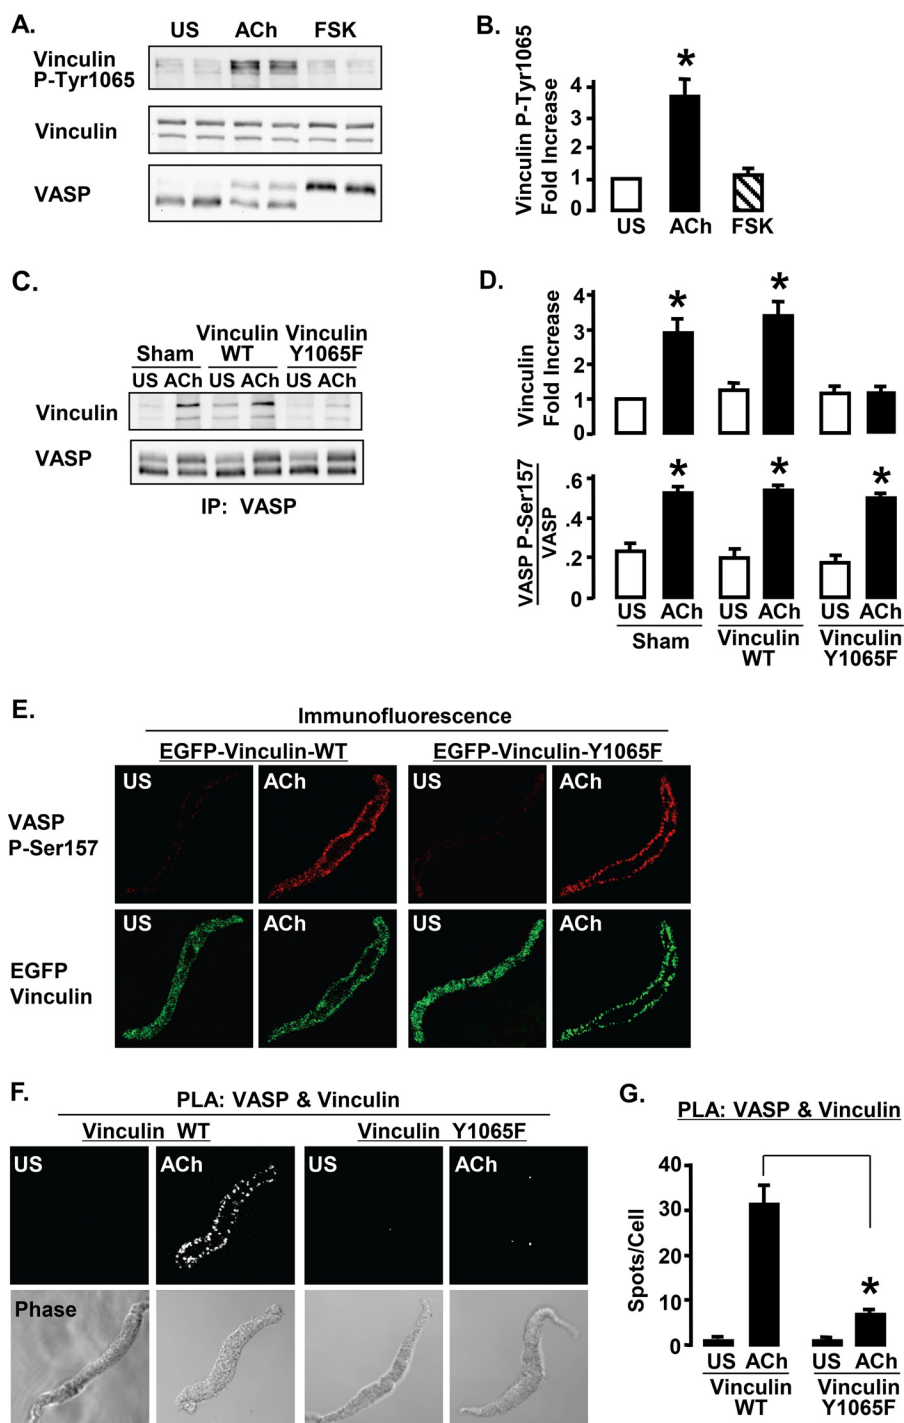 A.
US ACh FSK
Vinculin
P-Tyr1065
Vinculin
VASP
B.
Vinculin P-Tyr1065
Fold Increase
4
3
2
1
0
*
US ACh FSK
C.
Sham
Vinculin
WT
Vinculin
Y1065F
US ACh US ACh US ACh
Vinculin
VASP
IP: VASP
D.
Vinculin
Fold Increase
4
3
2
1
0
* *
VASP P-Ser157
VASP
.6
.4
.2
0
* * *
US ACh US ACh US ACh
Sham
Vinculin
WT
Vinculin
Y1065F
E.
Immunofluorescence
EGFP-Vinculin-WT EGFP-Vinculin-Y1065F
VASP
P-Ser157
US ACh US ACh
EGFP
Vinculin
US ACh US ACh
F.
PLA: VASP & Vinculin
Vinculin WT Vinculin Y1065F
US ACh US ACh
Phase
G.
PLA: VASP & Vinculin
Spots/Cell
40
30
20
10
0
*
US ACh US ACh
Vinculin
WT
Vinculin
Y1065F